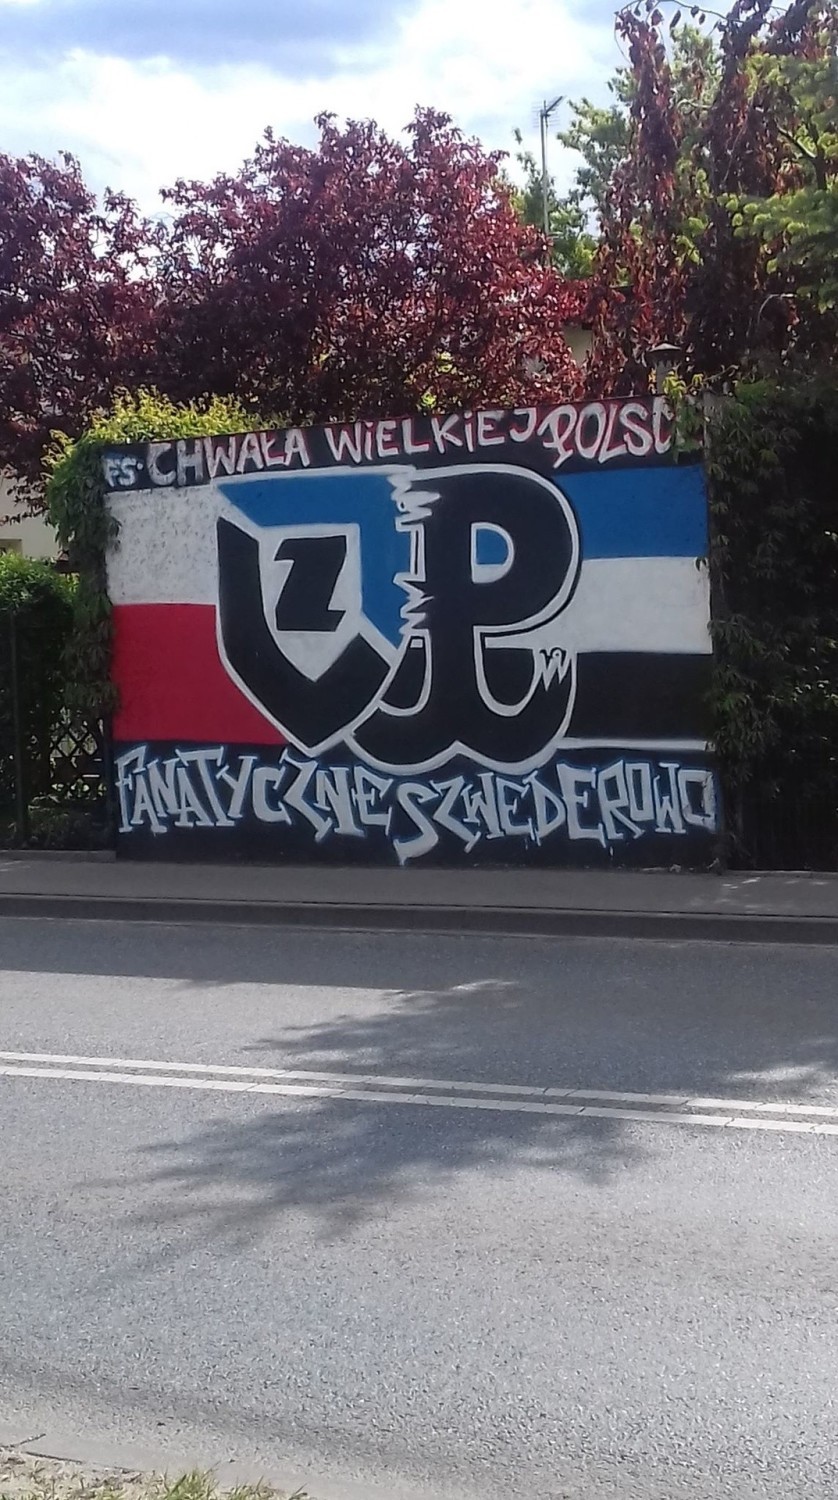 FS· CHWAŁA WiELKiEJ POLSCE
Z P
FANATYCZNE SZWEDEROWO